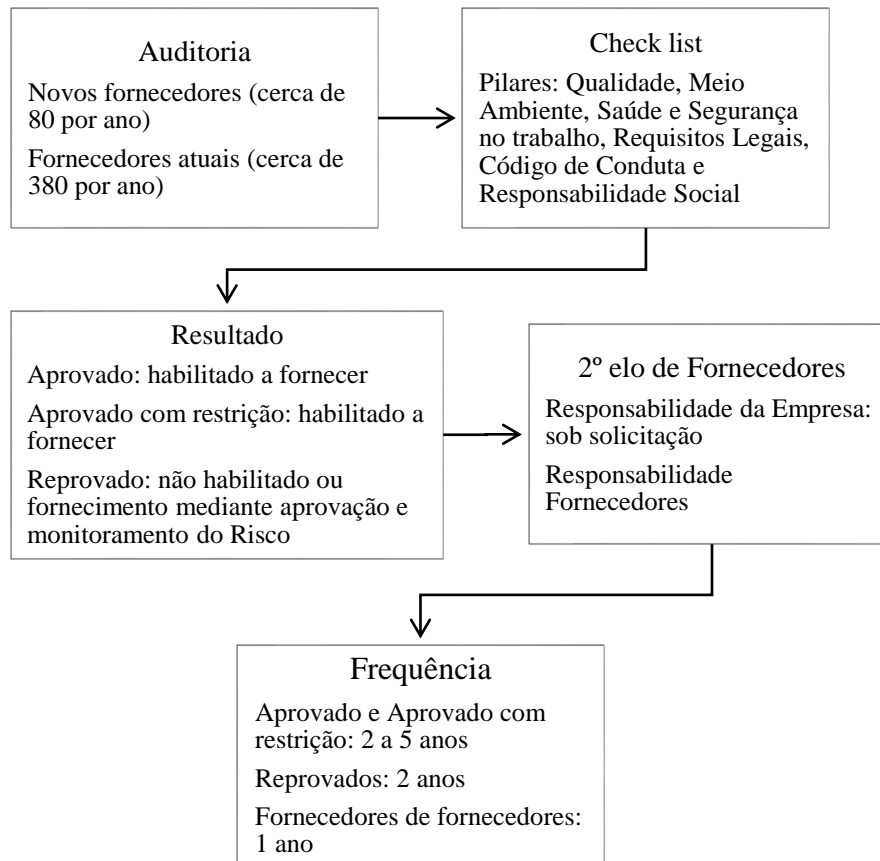 Auditoria
Novos fornecedores (cerca de
80 por ano)
Fornecedores atuais (cerca de
380 por ano)
Check list
Pilares: Qualidade, Meio
Ambiente, Saúde e Segurança
no trabalho, Requisitos Legais,
Código de Conduta e
Responsabilidade Social
Resultado
Aprovado: habilitado a fornecer
Aprovado com restrição: habilitado a
fornecer
Reprovado: não habilitado ou
fornecimento mediante aprovação e
monitoramento do Risco
2º elo de Fornecedores
Responsabilidade da Empresa:
sob solicitação
Responsabilidade
Fornecedores
Frequência
Aprovado e Aprovado com
restrição: 2 a 5 anos
Reprovados: 2 anos
Fornecedores de fornecedores:
1 ano